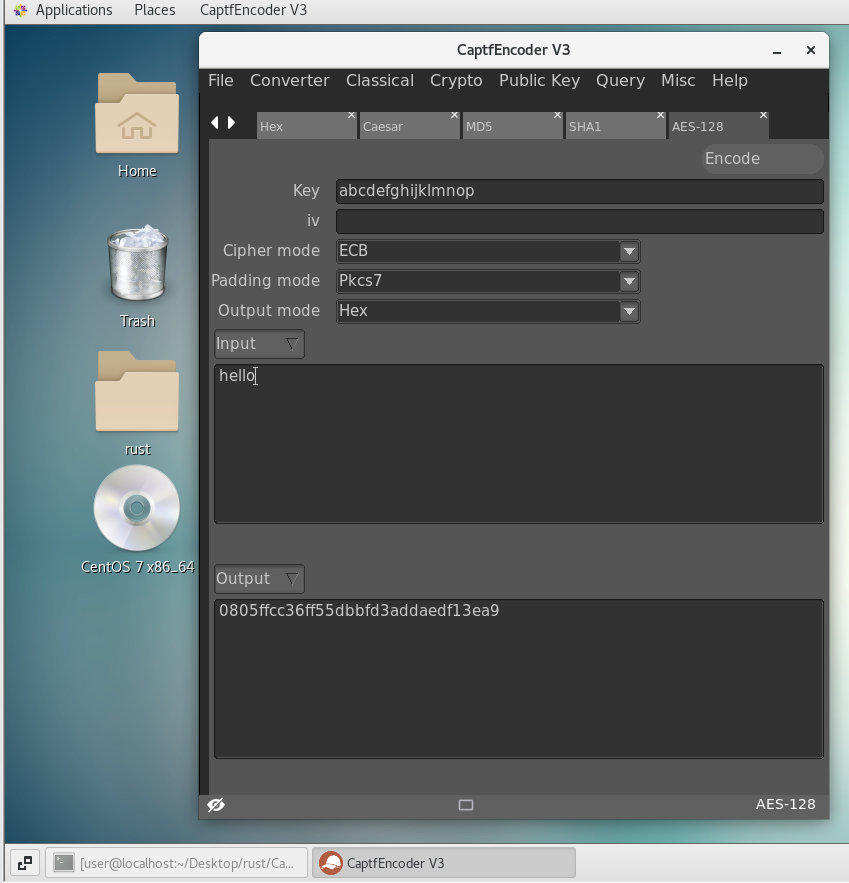 Applications Places CaptfEncoder V3
CaptfEncoder V3
File Converter Classical Crypto Public Key Query Misc Help
Hex Caesar MD5 SHA1 AES-128
Encode
Key abcdefghijklmnop
iv
Cipher mode ECB
Padding mode Pkcs7
Output mode Hex
Input
hello
Output
0805ffcc36ff55dbbfd3addaedf13ea9
AES-128
Home
Trash
rust
CentOS 7 x86_64
[user@localhost:~/Desktop/rust/Ca... CaptfEncoder V3